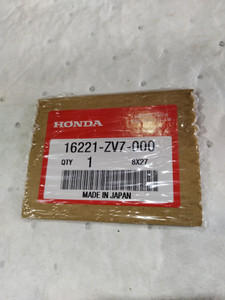 HONDA
16221-ZV7-000
QTY 1 8X27
MADE IN JAPAN